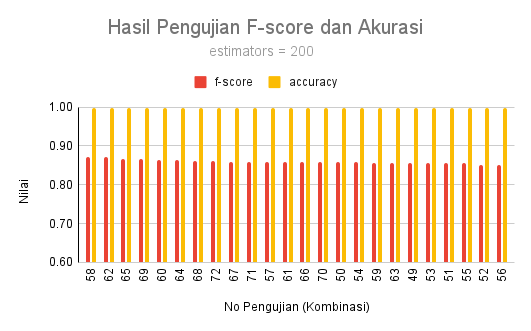 Hasil Pengujian F-score dan Akurasi
estimators = 200
f-score accuracy
1.00
0.90
0.80
0.70
0.60
Nilai
58 62 65 69 60 64 68 72 67 71 57 61 66 70 50 54 59 63 49 53 51 55 52 56
No Pengujian (Kombinasi)